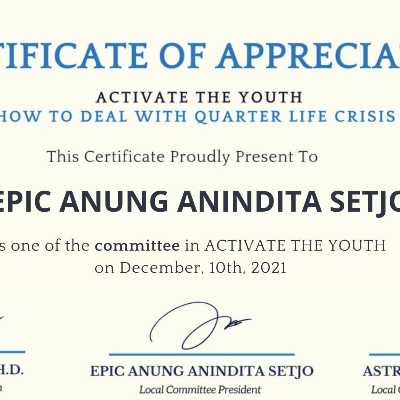 TIFICATE OF APPRECIA
ACTIVATE THE YOUTH
HOW TO DEAL WITH QUARTER LIFE CRISIS
This Certificate Proudly Present To
EPIC ANUNG ANINDITA SETJO
s one of the committee in ACTIVATE THE YOUTH
on December, 10th, 2021
H.D.
EPIC ANUNG ANINDITA SETJO
ASTR
Local Committee President
Local